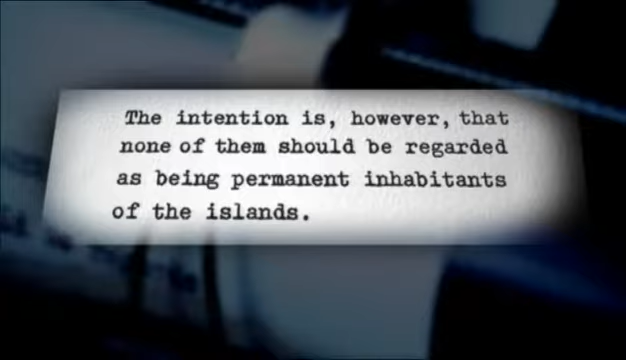 The intention is, however, that
none of them should be regarded
as being permanent inhabitants
of the islands.